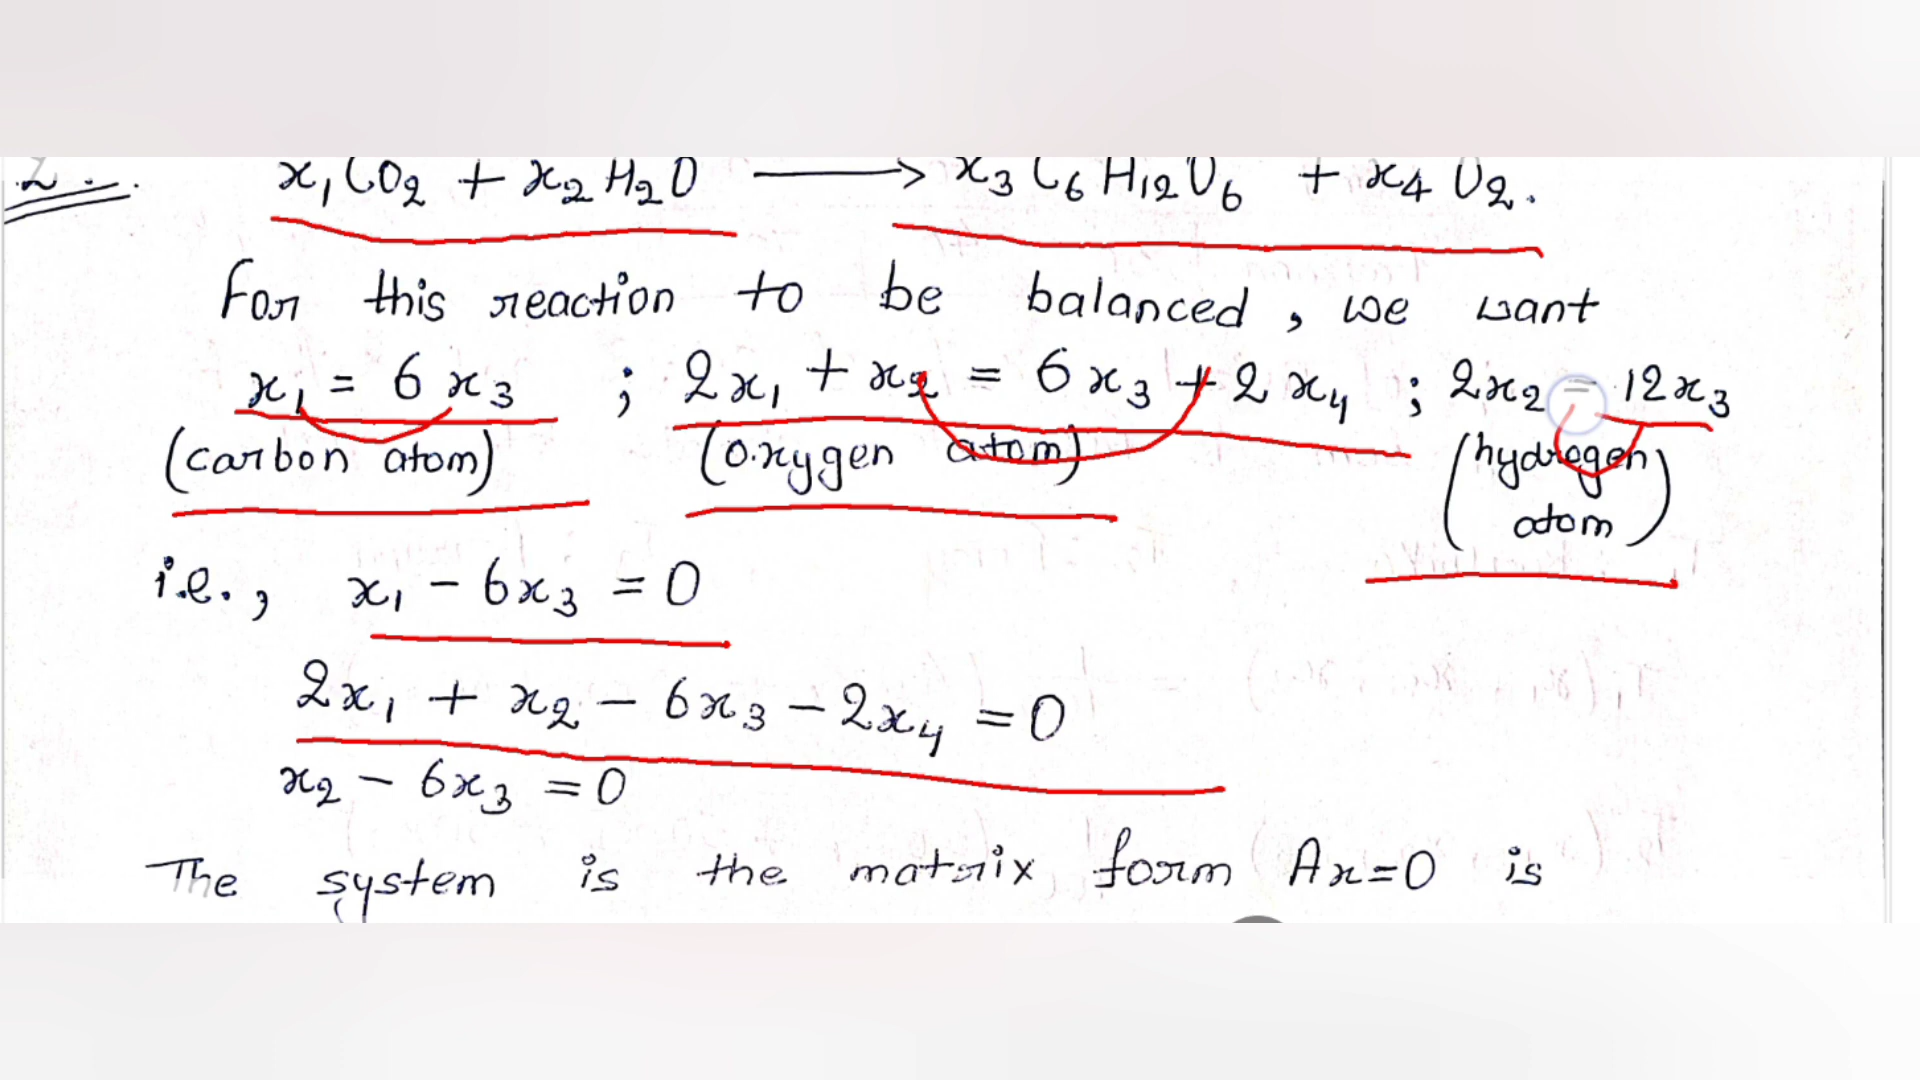 2.
x₁CO₂ + x₂H₂O ⟶ x₃C₆H₁₂O₆ + x₄O₂.
For this reaction to be balanced, we want
x₁ = 6x₃ ; 2x₁ + x₂ = 6x₃ + 2x₄ ; 2x₂ = 12x₃
(carbon atom) (oxygen atom) (hydrogen atom)
i.e., x₁ - 6x₃ = 0
2x₁ + x₂ - 6x₃ - 2x₄ = 0
x₂ - 6x₃ = 0
The system is the matrix form Ax=0 is